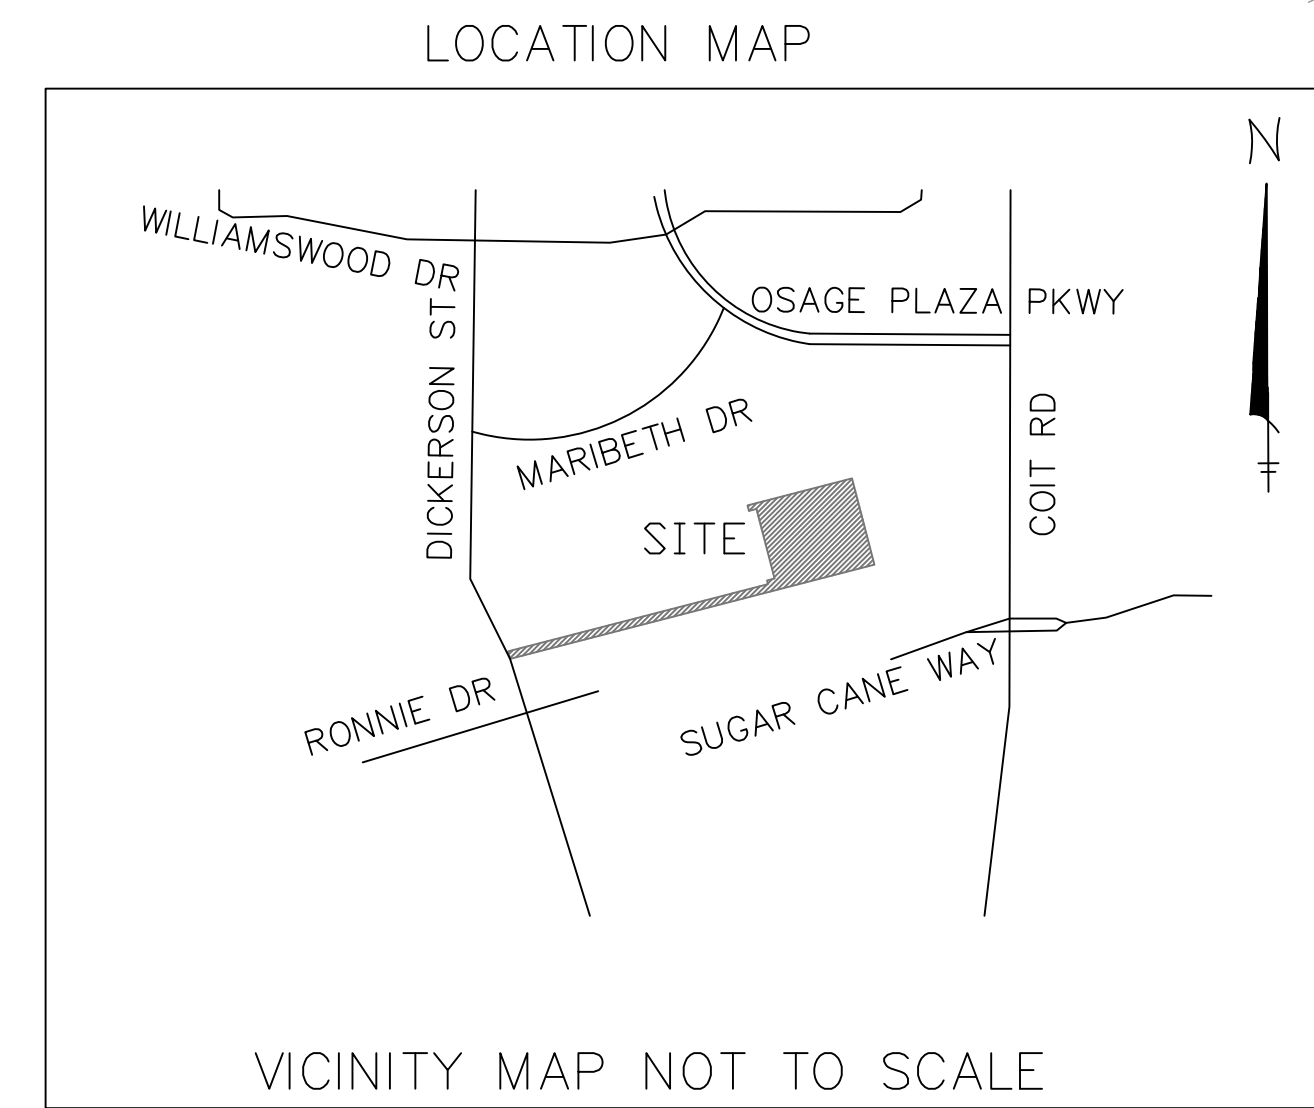 LOCATION MAP
N
WILLIAMSWOOD DR
OSAGE PLAZA PKWY
DICKERSON ST
MARIBETH DR
COIT RD
SITE
RONNIE DR
SUGAR CANE WAY
VICINITY MAP NOT TO SCALE